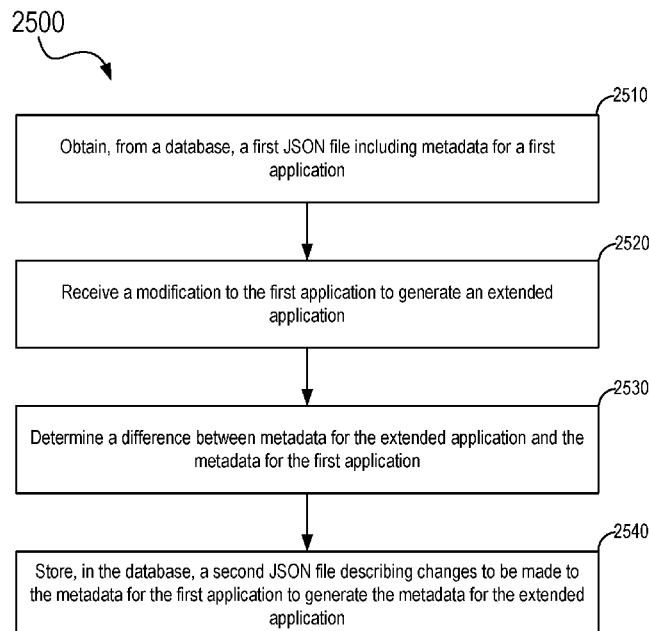 2500
2510
Obtain, from a database, a first JSON file including metadata for a first
application
2520
Receive a modification to the first application to generate an extended
application
2530
Determine a difference between metadata for the extended application and the
metadata for the first application
2540
Store, in the database, a second JSON file describing changes to be made to
the metadata for the first application to generate the metadata for the extended
application